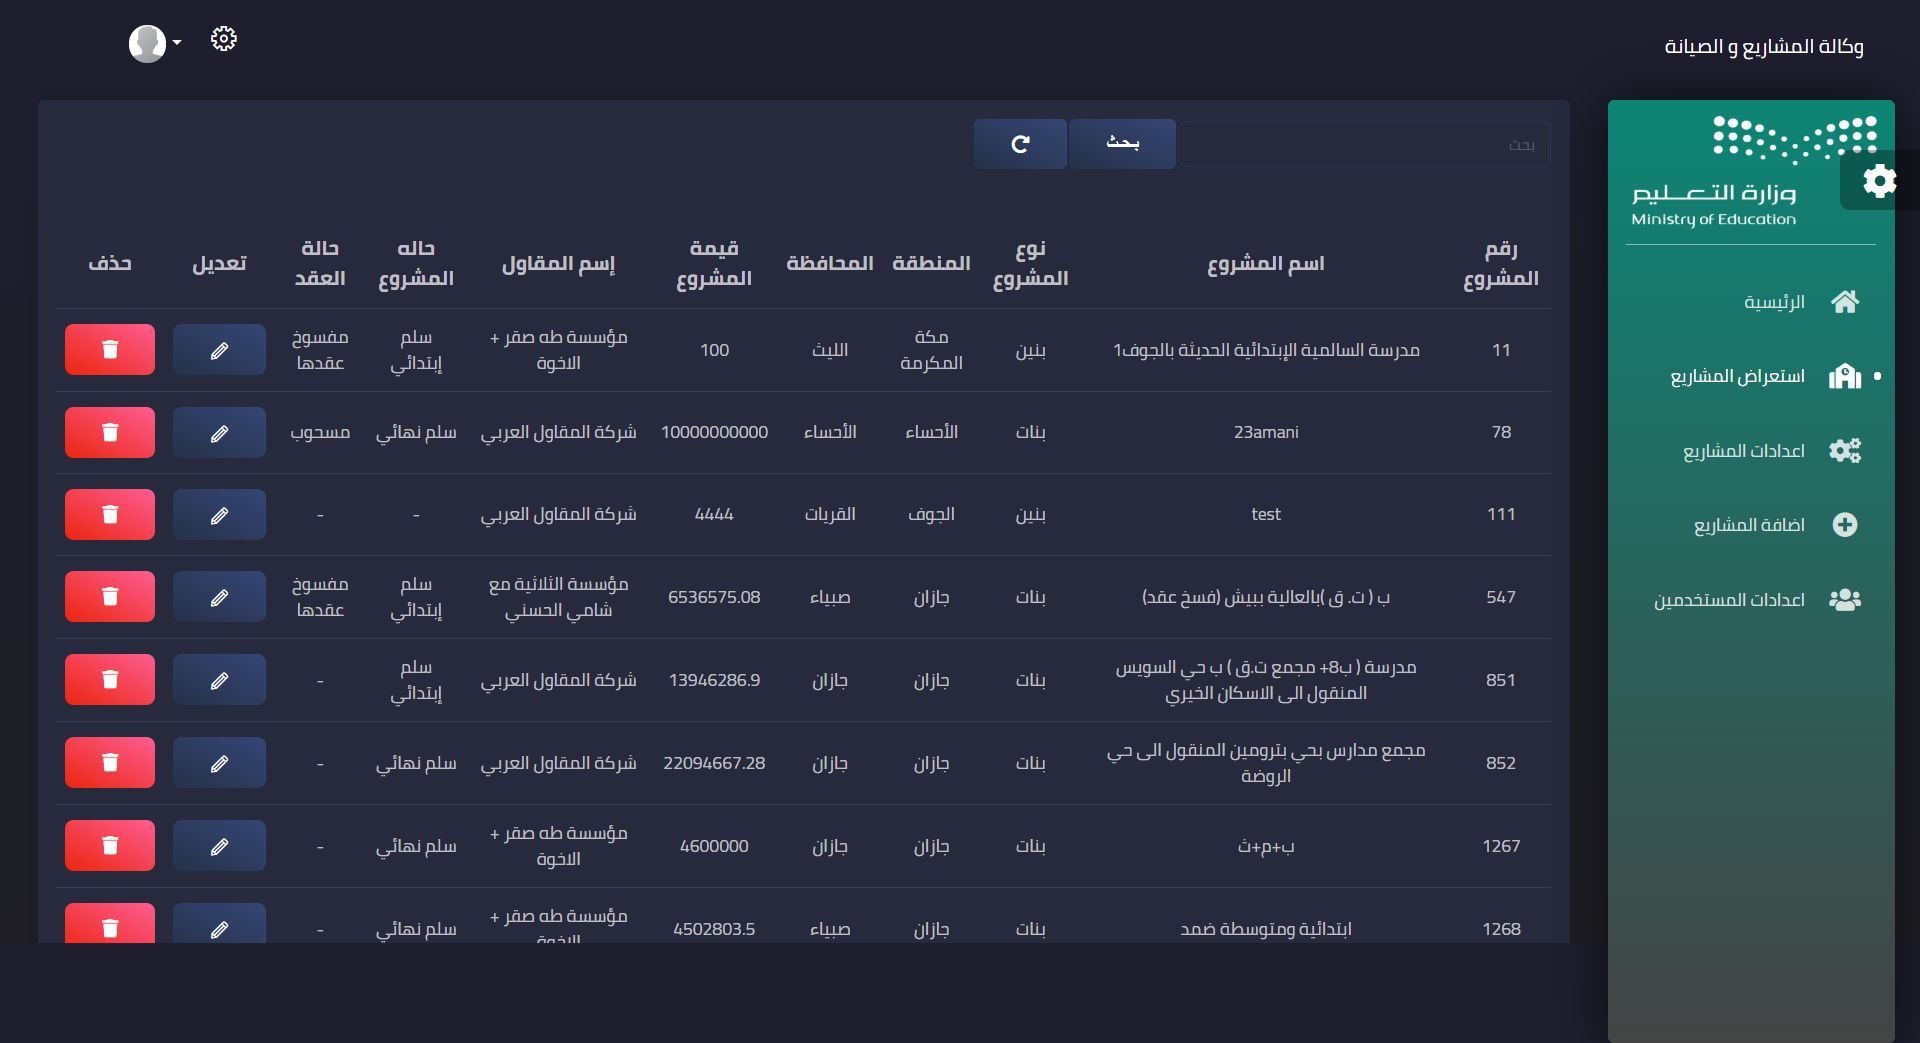 وكالة المشاريع و الصيانة
وزارة التعـليم
Ministry of Education
الرئيسية
استعراض المشاريع
اعدادات المشاريع
اضافة المشاريع
اعدادات المستخدمين
بحث
بحث
رقم المشروع
اسم المشروع
نوع المشروع
المنطقة
المحافظة
قيمة المشروع
إسم المقاول
حاله المشروع
حالة العقد
تعديل
حذف
11
مدرسة السالمية الإبتدائية الحديثة بالجوف1
بنين
مكة المكرمة
الليث
100
مؤسسة طه صقر + الاخوة
سلم إبتدائي
مفسوخ عقدها
78
23amani
بنات
الأحساء
الأحساء
10000000000
شركة المقاول العربي
سلم نهائي
مسحوب
111
test
بنين
الجوف
القريات
4444
شركة المقاول العربي
-
-
547
ب ( ت. ق )بالعالية ببيش (فسخ عقد)
بنات
جازان
صبياء
6536575.08
مؤسسة الثلاثية مع شامي الحسني
سلم إبتدائي
مفسوخ عقدها
851
مدرسة ( ب8+ مجمع ت.ق ) ب حي السويس
المنقول الى الاسكان الخيري
بنات
جازان
جازان
13946286.9
شركة المقاول العربي
سلم إبتدائي
-
852
مجمع مدارس بحي بترومين المنقول الى حي
الروضة
بنات
جازان
جازان
22094667.28
شركة المقاول العربي
سلم نهائي
-
1267
ب+م+ث
بنات
جازان
جازان
4600000
مؤسسة طه صقر + الاخوة
سلم نهائي
-
1268
ابتدائية ومتوسطة ضمد
بنات
جازان
صبياء
4502803.5
مؤسسة طه صقر + الاخوة
سلم نهائي
-